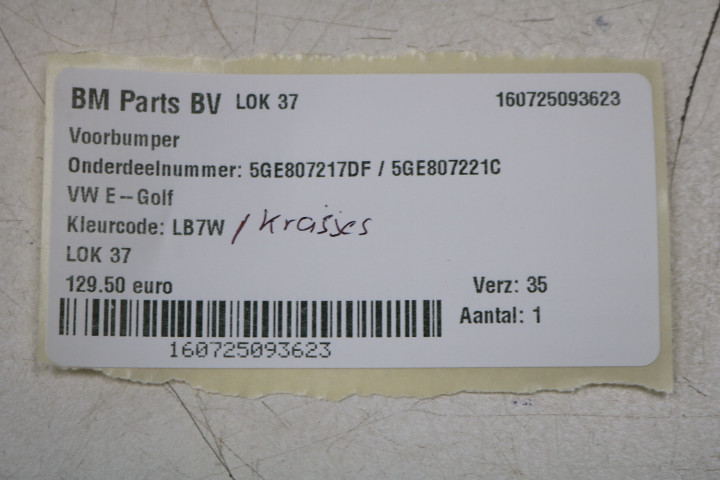 BM Parts BV LOK 37 160725093623
Voorbumper
Onderdeelnummer: 5GE807217DF / 5GE807221C
VW E-Golf
Kleurcode: LB7W / Krasjes
LOK 37
129.50 euro Verz: 35
Aantal: 1
160725093623